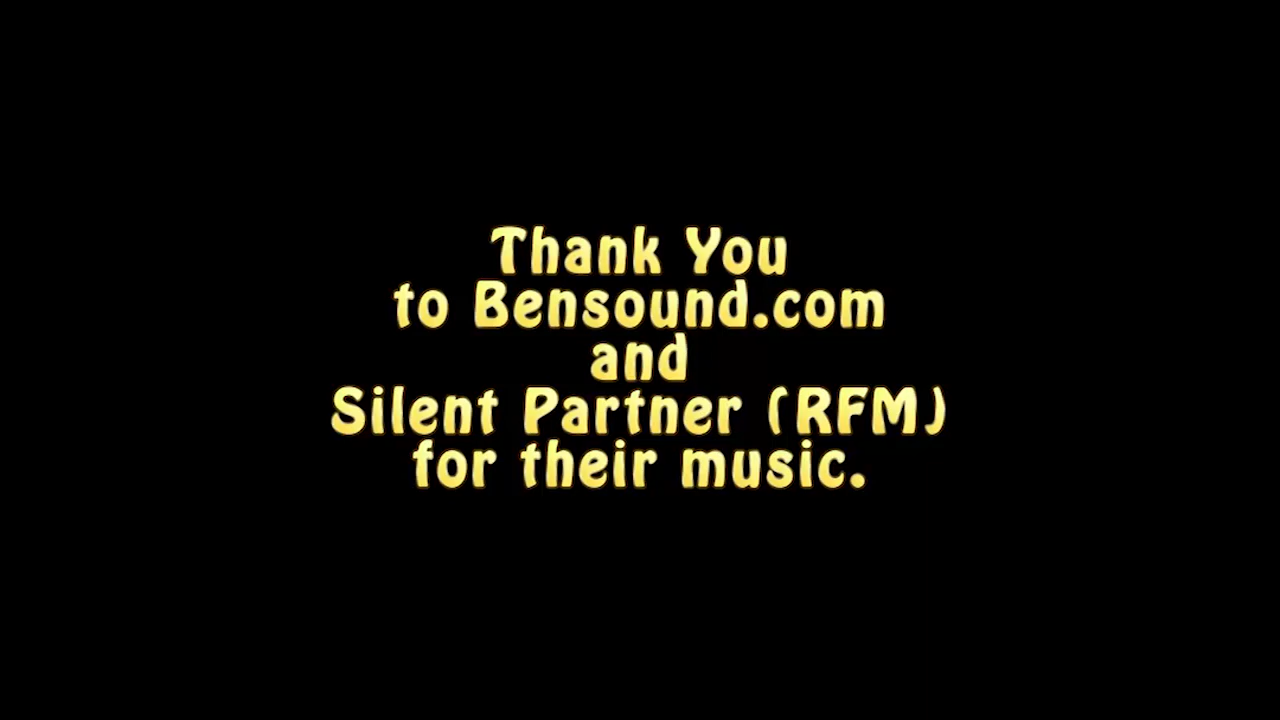 Thank You
to Bensound.com
and
Silent Partner (RFM)
for their music.